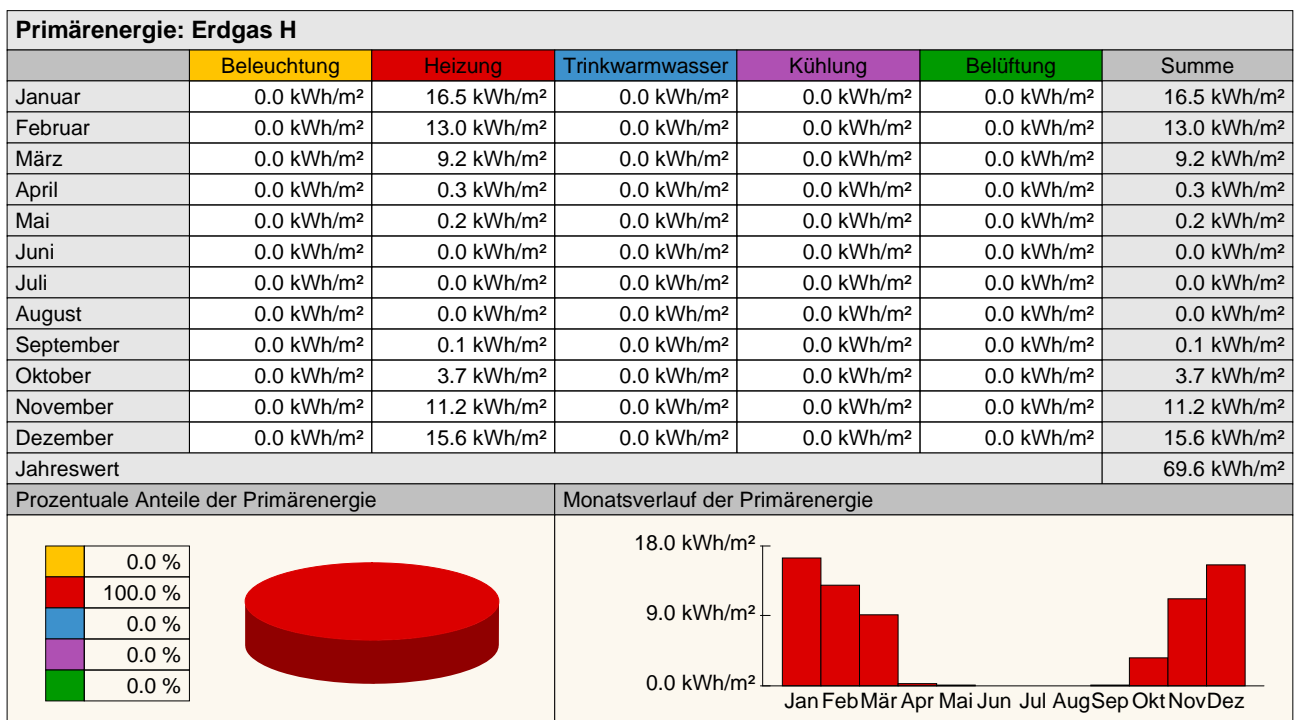 Primärenergie: Erdgas H
Beleuchtung Heizung Trinkwarmwasser Kühlung Belüftung Summe
Januar 0.0 kWh/m² 16.5 kWh/m² 0.0 kWh/m² 0.0 kWh/m² 0.0 kWh/m² 16.5 kWh/m²
Februar 0.0 kWh/m² 13.0 kWh/m² 0.0 kWh/m² 0.0 kWh/m² 0.0 kWh/m² 13.0 kWh/m²
März 0.0 kWh/m² 9.2 kWh/m² 0.0 kWh/m² 0.0 kWh/m² 0.0 kWh/m² 9.2 kWh/m²
April 0.0 kWh/m² 0.3 kWh/m² 0.0 kWh/m² 0.0 kWh/m² 0.0 kWh/m² 0.3 kWh/m²
Mai 0.0 kWh/m² 0.2 kWh/m² 0.0 kWh/m² 0.0 kWh/m² 0.0 kWh/m² 0.2 kWh/m²
Juni 0.0 kWh/m² 0.0 kWh/m² 0.0 kWh/m² 0.0 kWh/m² 0.0 kWh/m² 0.0 kWh/m²
Juli 0.0 kWh/m² 0.0 kWh/m² 0.0 kWh/m² 0.0 kWh/m² 0.0 kWh/m² 0.0 kWh/m²
August 0.0 kWh/m² 0.0 kWh/m² 0.0 kWh/m² 0.0 kWh/m² 0.0 kWh/m² 0.0 kWh/m²
September 0.0 kWh/m² 0.1 kWh/m² 0.0 kWh/m² 0.0 kWh/m² 0.0 kWh/m² 0.1 kWh/m²
Oktober 0.0 kWh/m² 3.7 kWh/m² 0.0 kWh/m² 0.0 kWh/m² 0.0 kWh/m² 3.7 kWh/m²
November 0.0 kWh/m² 11.2 kWh/m² 0.0 kWh/m² 0.0 kWh/m² 0.0 kWh/m² 11.2 kWh/m²
Dezember 0.0 kWh/m² 15.6 kWh/m² 0.0 kWh/m² 0.0 kWh/m² 0.0 kWh/m² 15.6 kWh/m²
Jahreswert 69.6 kWh/m²
Prozentuale Anteile der Primärenergie
0.0 %
100.0 %
0.0 %
0.0 %
0.0 %
Monatsverlauf der Primärenergie
18.0 kWh/m²
9.0 kWh/m²
0.0 kWh/m²
Jan Feb Mär Apr Mai Jun Jul Aug Sep Okt Nov Dez